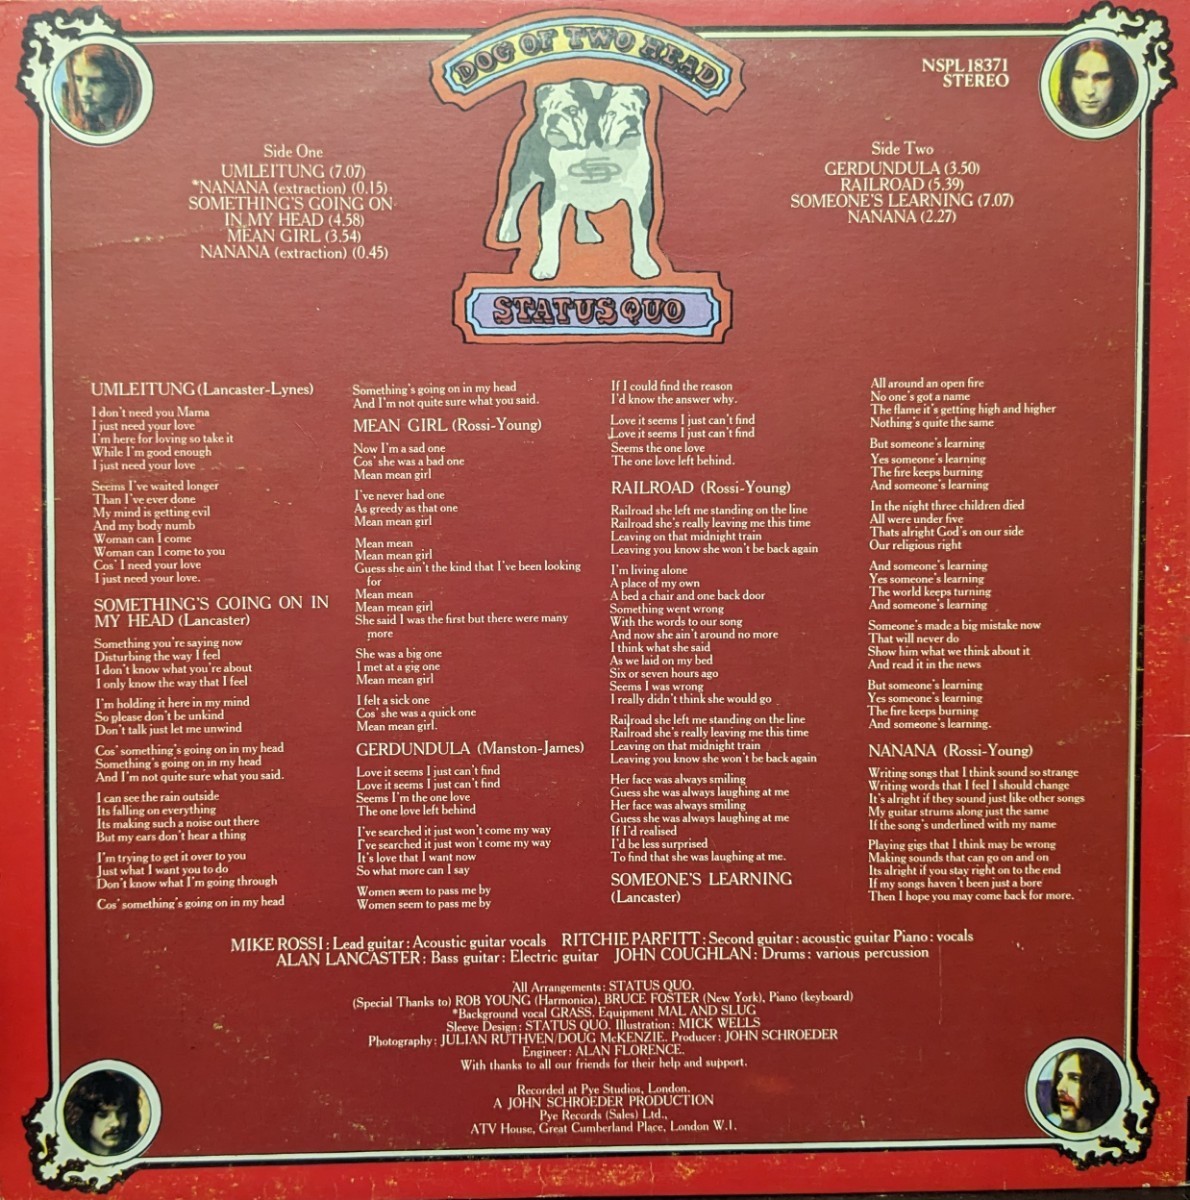 DOG OF TWO HEAD
NSPL 18371
STEREO
Side One
UMLEITUNG (7.07)
*NANANA (extraction) (0.15)
SOMETHING'S GOING ON
IN MY HEAD (4.58)
MEAN GIRL (3.54)
NANANA (extraction) (0.45)
Side Two
GERDUNDULA (3.50)
RAILROAD (5.39)
SOMEONE'S LEARNING (7.07)
NANANA (2.27)
STATUS QUO
UMLEITUNG (Lancaster-Lynes)
I don't need you Mama
I just need your love
I'm here for loving so take it
While I'm good enough
I just need your love
Seems I've waited longer
Than I've ever done
My mind is getting evil
And my body numb
Woman can I come
Woman can I come to you
Cos' I need your love
I just need your love.
SOMETHING'S GOING ON IN
MY HEAD (Lancaster)
Something you're saying now
Disturbing the way I feel
I don't know what you're about
I only know the way that I feel
I'm holding it here in my mind
So please don't be unkind
Don't talk just let me unwind
Cos' something's going on in my head
Something's going on in my head
And I'm not quite sure what you said.
I can see the rain outside
Its falling on everything
Its making such a noise out there
But my ears don't hear a thing
I'm trying to get it over to you
Just what I want you to do
Don't know what I'm going through
Cos' something's going on in my head
Something's going on in my head
And I'm not quite sure what you said.
MEAN GIRL (Rossi-Young)
Now I'm a sad one
Cos' she was a bad one
Mean mean girl
I've never had one
As greedy as that one
Mean mean girl
Mean mean
Mean mean girl
Guess she ain't the kind that I've been looking
for
Mean mean
Mean mean girl
She said I was the first but there were many
more
She was a big one
I met at a gig one
Mean mean girl
I felt a sick one
Cos' she was a quick one
Mean mean girl.
GERDUNDULA (Manston-James)
Love it seems I just can't find
Love it seems I just can't find
Seems I'm the one love
The one love left behind
I've searched it just won't come my way
I've searched it just won't come my way
It's love that I want now
So what more can I say
Women seem to pass me by
Women seem to pass me by
If I could find the reason
I'd know the answer why.
Love it seems I just can't find
Love it seems I just can't find
Seems the one love
The one love left behind.
RAILROAD (Rossi-Young)
Railroad she left me standing on the line
Railroad she's really leaving me this time
Leaving on that midnight train
Leaving you know she won't be back again
I'm living alone
A place of my own
A bed a chair and one back door
Something went wrong
With the words to our song
And now she ain't around no more
I think what she said
As we laid on my bed
Six or seven hours ago
Seems I was wrong
I really didn't think she would go
Railroad she left me standing on the line
Railroad she's really leaving me this time
Leaving on that midnight train
Leaving you know she won't be back again
Her face was always smiling
Guess she was always laughing at me
Her face was always smiling
Guess she was always laughing at me
If I'd realised
I'd be less surprised
To find that she was laughing at me.
SOMEONE'S LEARNING
(Lancaster)
All around an open fire
No one's got a name
The flame it's getting high and higher
Nothing's quite the same
But someone's learning
Yes someone's learning
The fire keeps burning
And someone's learning
In the night three children died
All were under five
Thats alright God's on our side
Our religious right
And someone's learning
Yes someone's learning
The world keeps turning
And someone's learning
Someone's made a big mistake now
That will never do
Show him what we think about it
And read it in the news
But someone's learning
Yes someone's learning
The fire keeps burning
And someone's learning.
NANANA (Rossi-Young)
Writing songs that I think sound so strange
Writing words that I feel I should change
It's alright if they sound just like other songs
My guitar strums along just the same
If the song's underlined with my name
Playing gigs that I think may be wrong
Making sounds that can go on and on
Its alright if you stay right on to the end
If my songs haven't been just a bore
Then I hope you may come back for more.
MIKE ROSSI: Lead guitar: Acoustic guitar vocals RITCHIE PARFITT: Second guitar: acoustic guitar Piano: vocals
ALAN LANCASTER: Bass guitar: Electric guitar JOHN COUGHLAN: Drums: various percussion
All Arrangements: STATUS QUO.
(Special Thanks to) ROB YOUNG (Harmonica), BRUCE FOSTER (New York), Piano (keyboard)
*Background vocal GRASS. Equipment MAL AND SLUG
Sleeve Design: STATUS QUO. Illustration: MICK WELLS
Photography: JULIAN RUTHVEN/DOUG McKENZIE. Producer: JOHN SCHROEDER
Engineer: ALAN FLORENCE.
With thanks to all our friends for their help and support.
Recorded at Pye Studios, London.
A JOHN SCHROEDER PRODUCTION
Pye Records (Sales) Ltd.,
ATV House, Great Cumberland Place, London W.1.